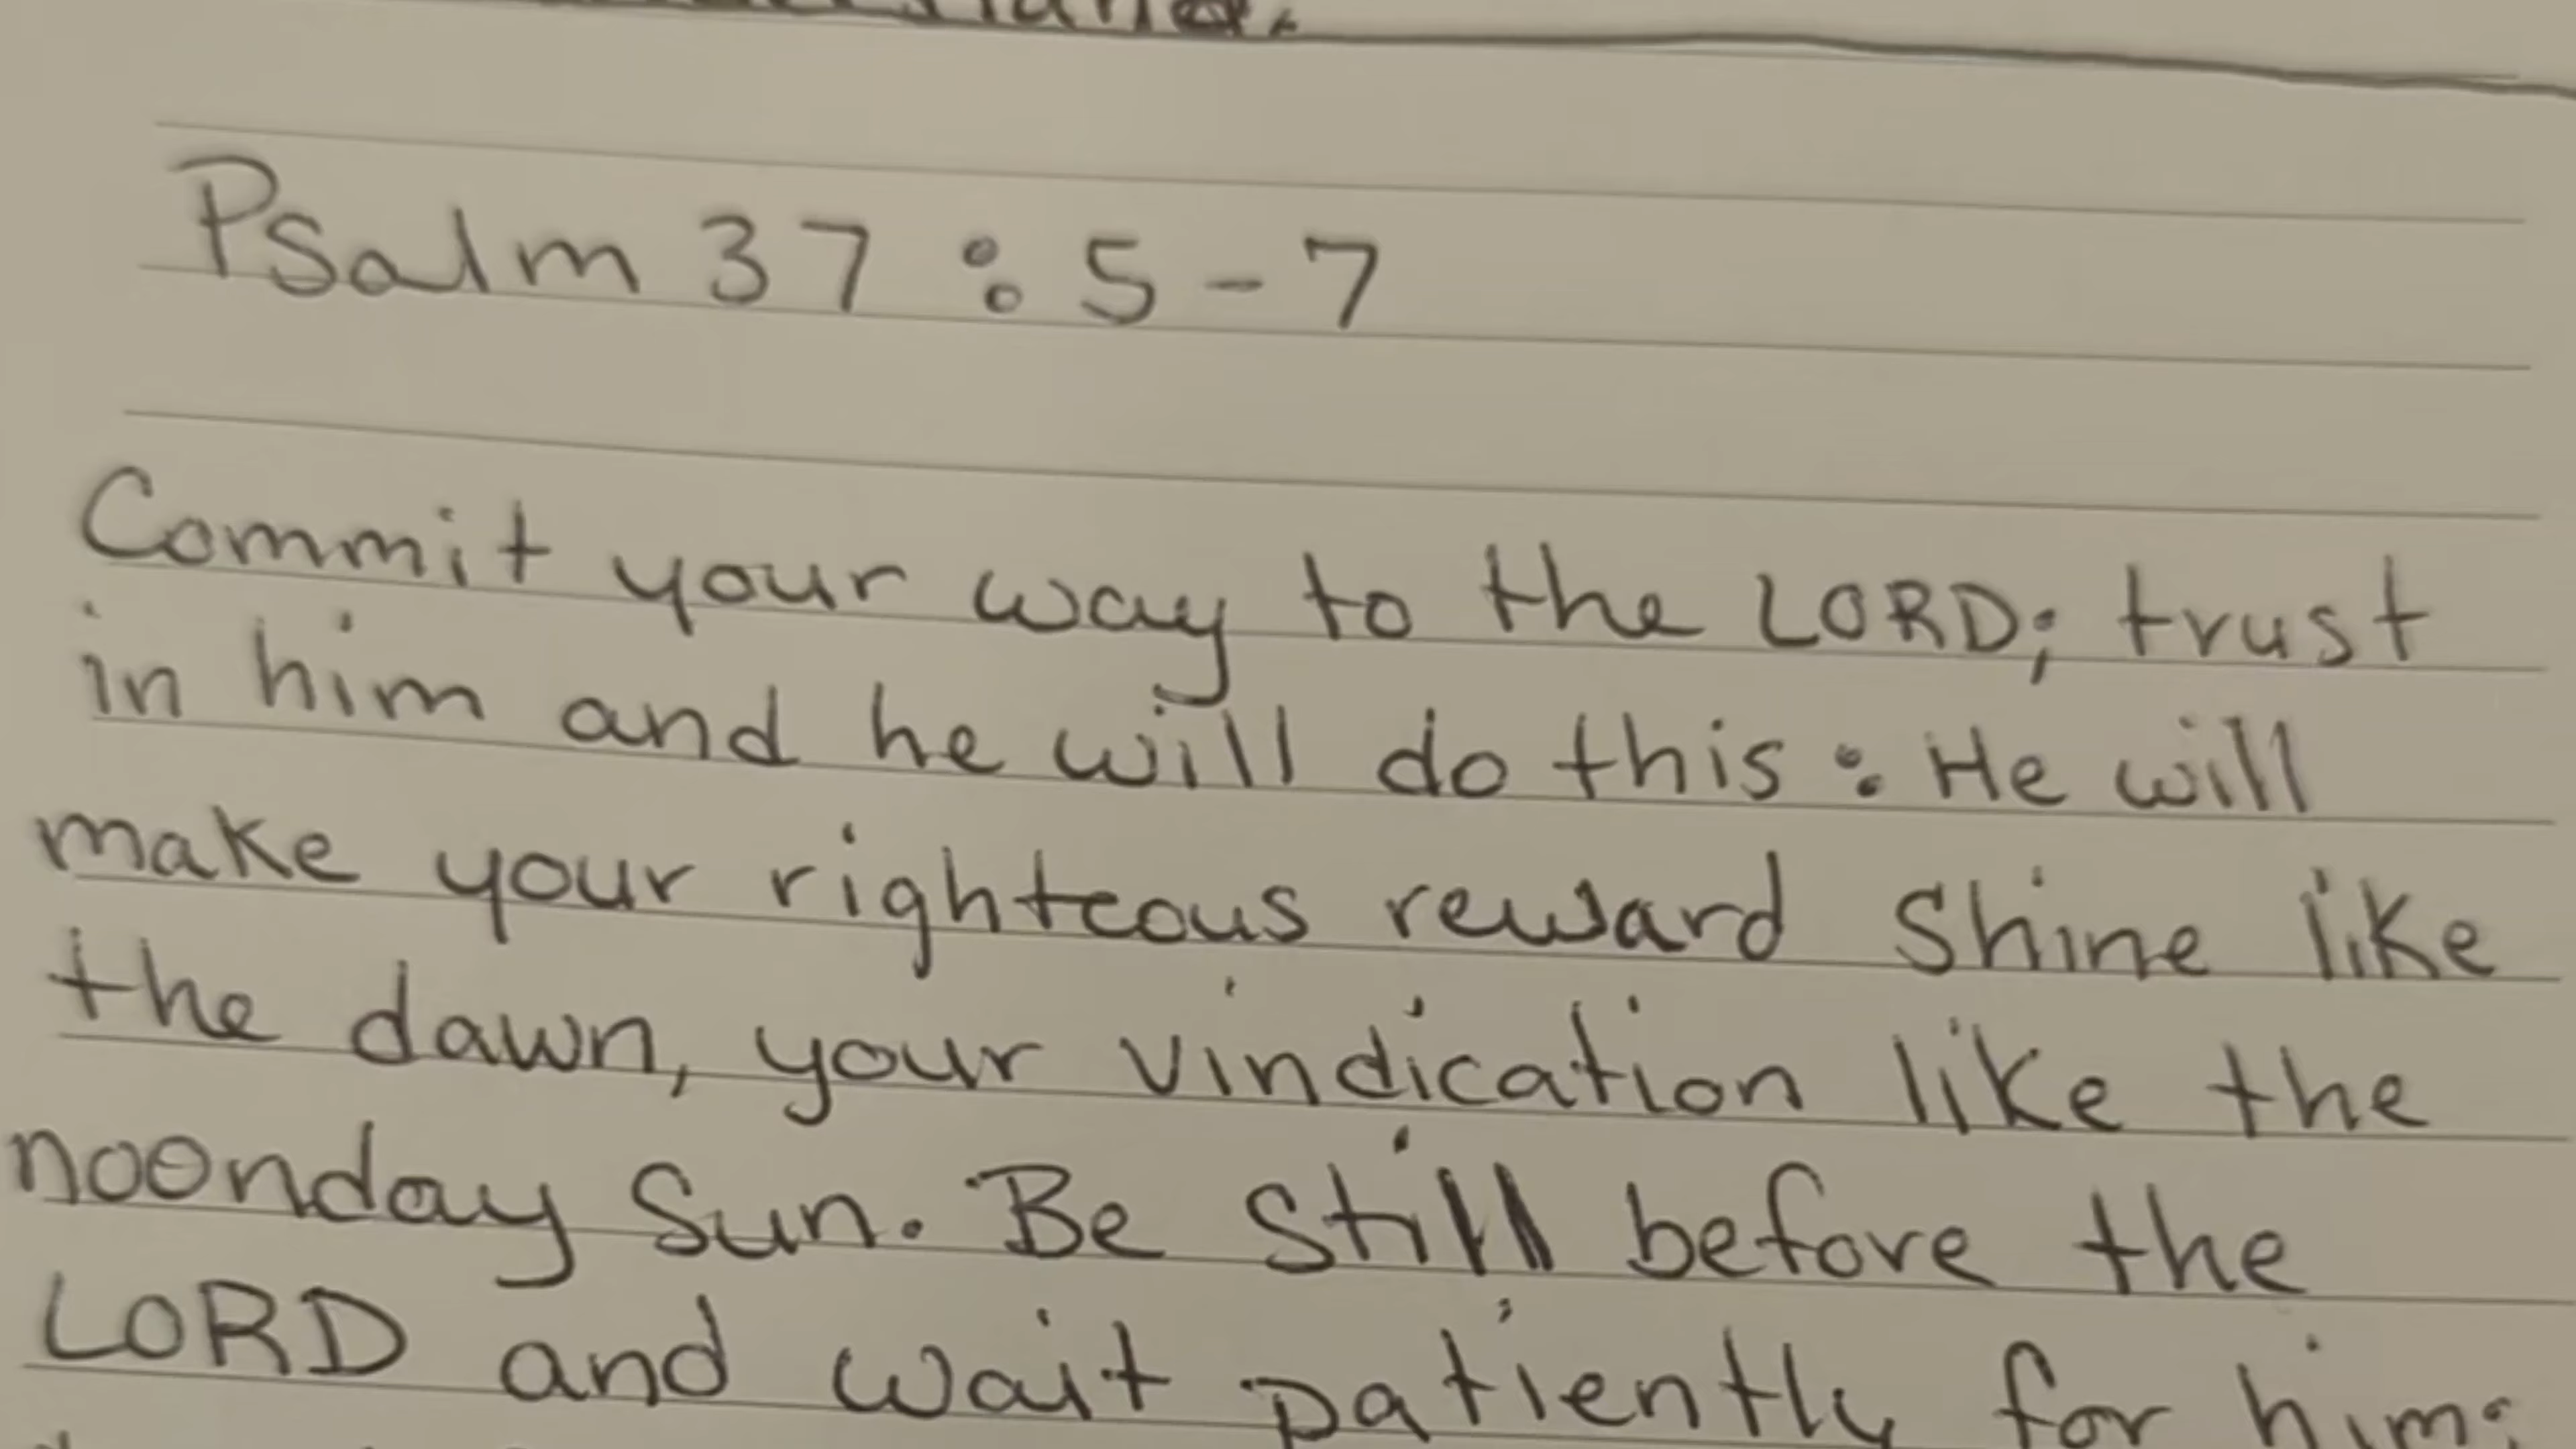 Psalm 37:5-7
Commit your way to the LORD; trust
in him and he will do this: He will
make your righteous reward shine like
the dawn, your vindication like the
noonday sun. Be still before the
LORD and wait patiently for him;